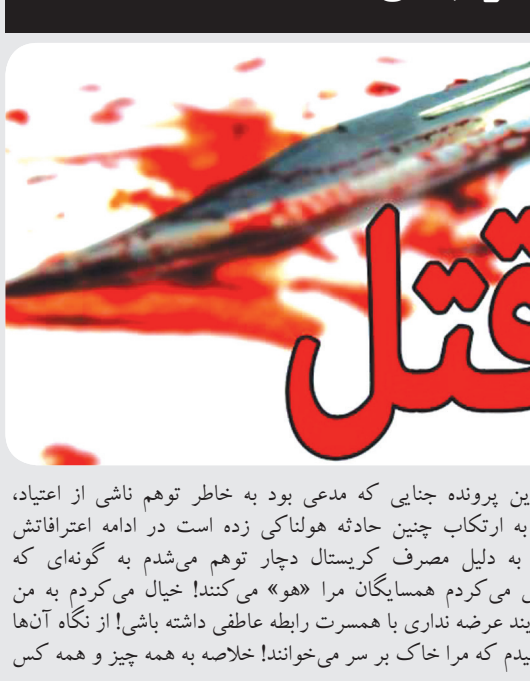 قتل
این پرونده جنایی که مدعی بود به خاطر توهم ناشی از اعتیاد،
به ارتکاب چنین حادثه هولناکی زده است در ادامه اعترافاتش
به دلیل مصرف کریستال دچار توهم می‌شدم به گونه‌ای که
می‌کردم همسایگان مرا «هو» می‌کنند! خیال می‌کردم به من
عرضه نداری با همسرت رابطه عاطفی داشته باشی! از نگاه آن‌ها
که مرا خاک بر سر می‌خوانند! خلاصه به همه چیز و همه کس